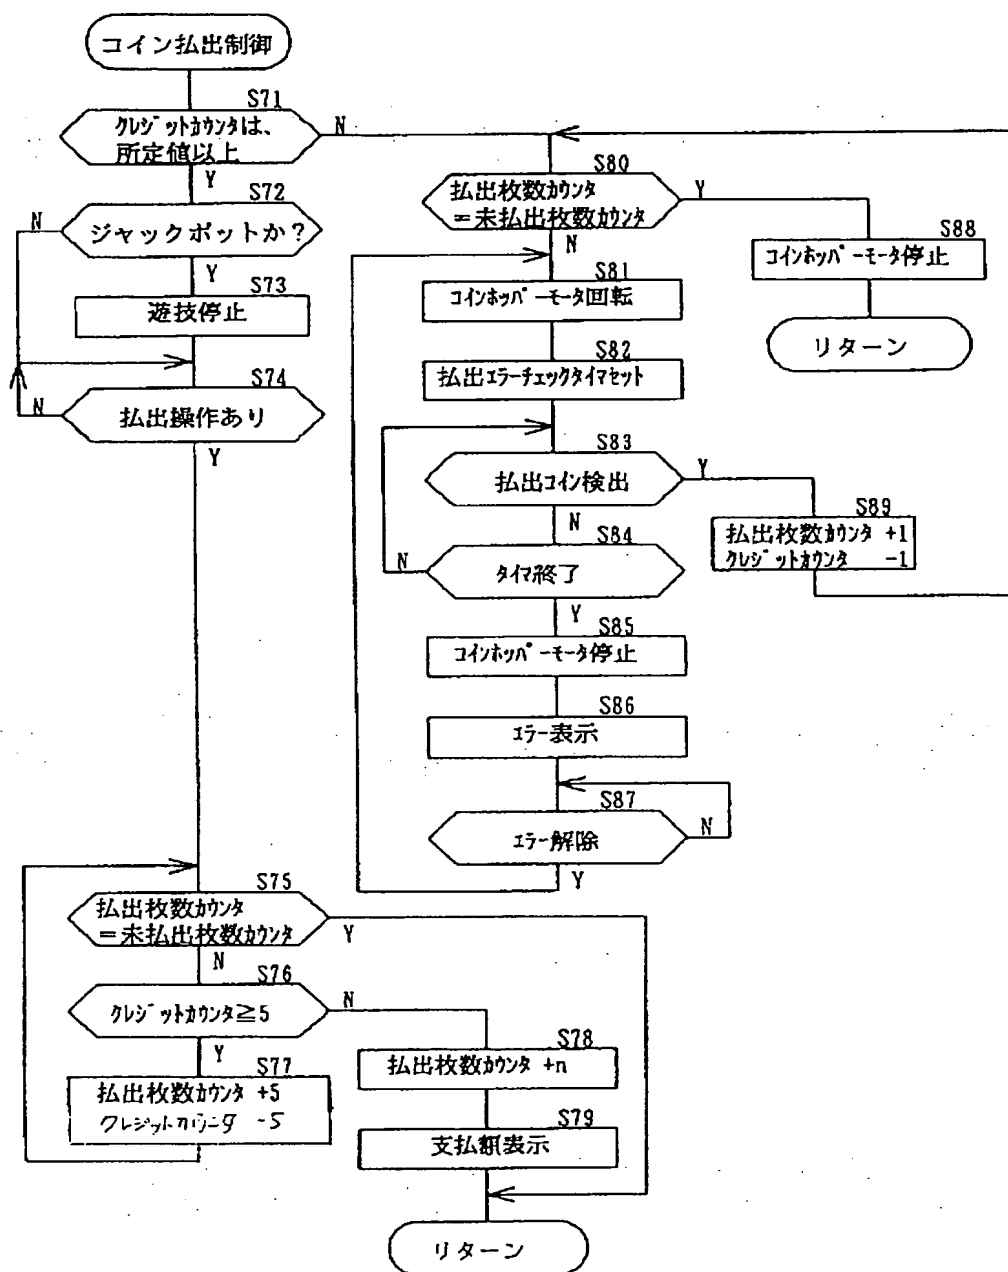 コイン払出制御
S71
クレジットカウンタは、
所定値以上
N
Y
S72
ジャックポットか?
N
Y
S73
遊技停止
S74
払出操作あり
N
Y
S75
払出枚数カウンタ
=未払出枚数カウンタ
Y
N
S76
クレジットカウンタ≧5
N
Y
S77
払出枚数カウンタ +5
クレジットカウンタ -5
S78
払出枚数カウンタ +n
S79
支払額表示
リターン
S80
払出枚数カウンタ
=未払出枚数カウンタ
Y
N
S81
コインホッパーモータ回転
S82
払出エラーチェックタイマセット
S83
払出コイン検出
Y
N
S84
タイマ終了
N
Y
S85
コインホッパーモータ停止
S86
エラー表示
S87
エラー解除
N
Y
S88
コインホッパーモータ停止
リターン
S89
払出枚数カウンタ +1
クレジットカウンタ -1